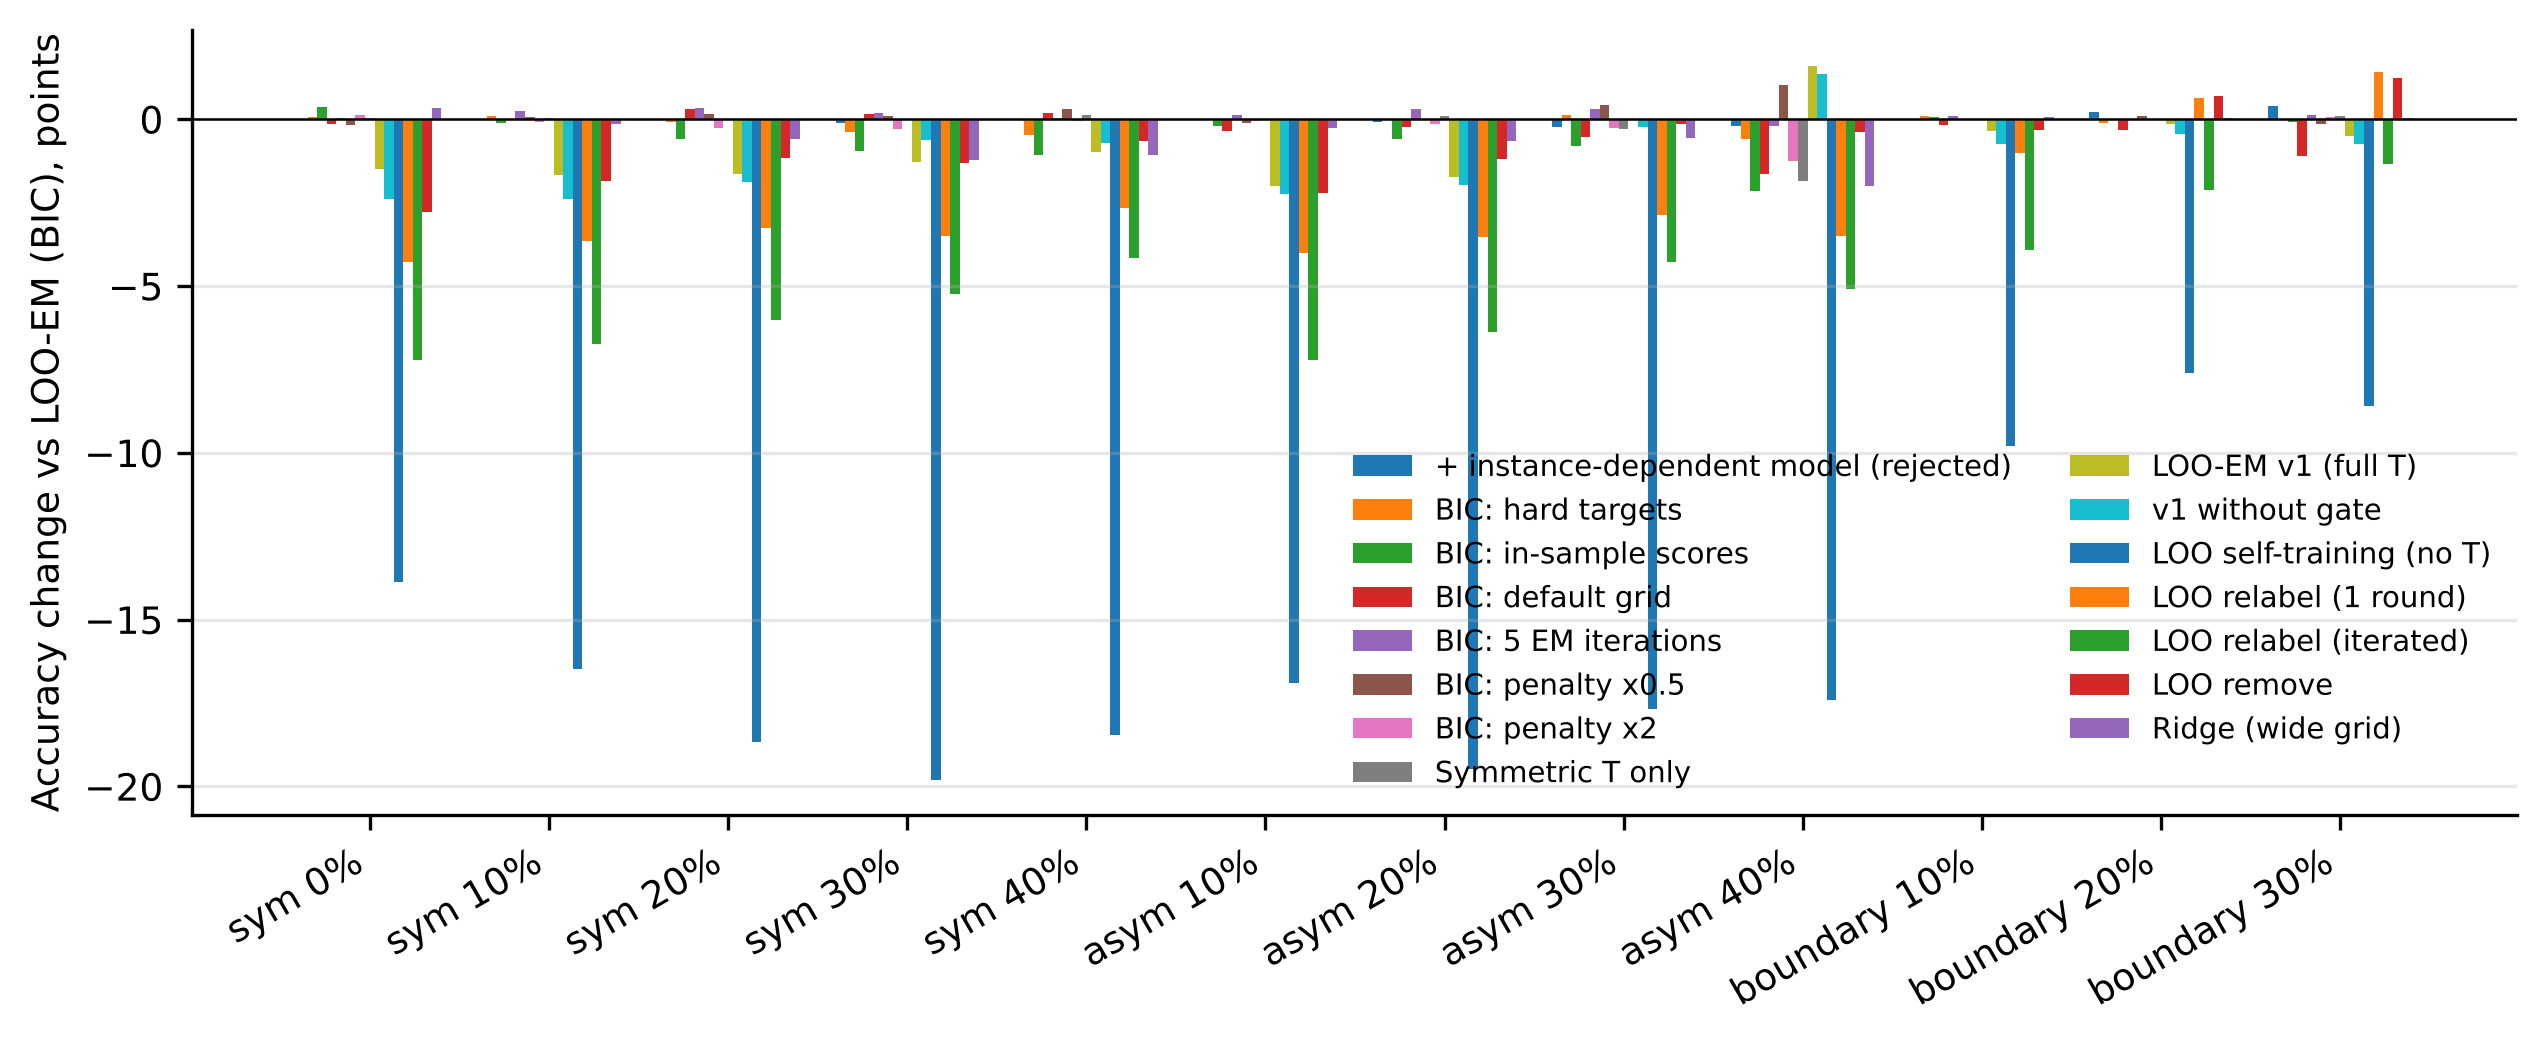 Accuracy change vs LOO-EM (BIC), points
0
−5
−10
−15
−20
+ instance-dependent model (rejected)
BIC: hard targets
BIC: in-sample scores
BIC: default grid
BIC: 5 EM iterations
BIC: penalty x0.5
BIC: penalty x2
Symmetric T only
LOO-EM v1 (full T)
v1 without gate
LOO self-training (no T)
LOO relabel (1 round)
LOO relabel (iterated)
LOO remove
Ridge (wide grid)
sym 0%
sym 10%
sym 20%
sym 30%
sym 40%
asym 10%
asym 20%
asym 30%
asym 40%
boundary 10%
boundary 20%
boundary 30%